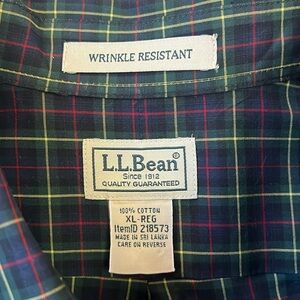 WRINKLE RESISTANT
L.L.Bean®
Since 1912
QUALITY GUARANTEED
100% COTTON
XL-REG
ItemID 218573
MADE IN SRI LANKA
CARE ON REVERSE